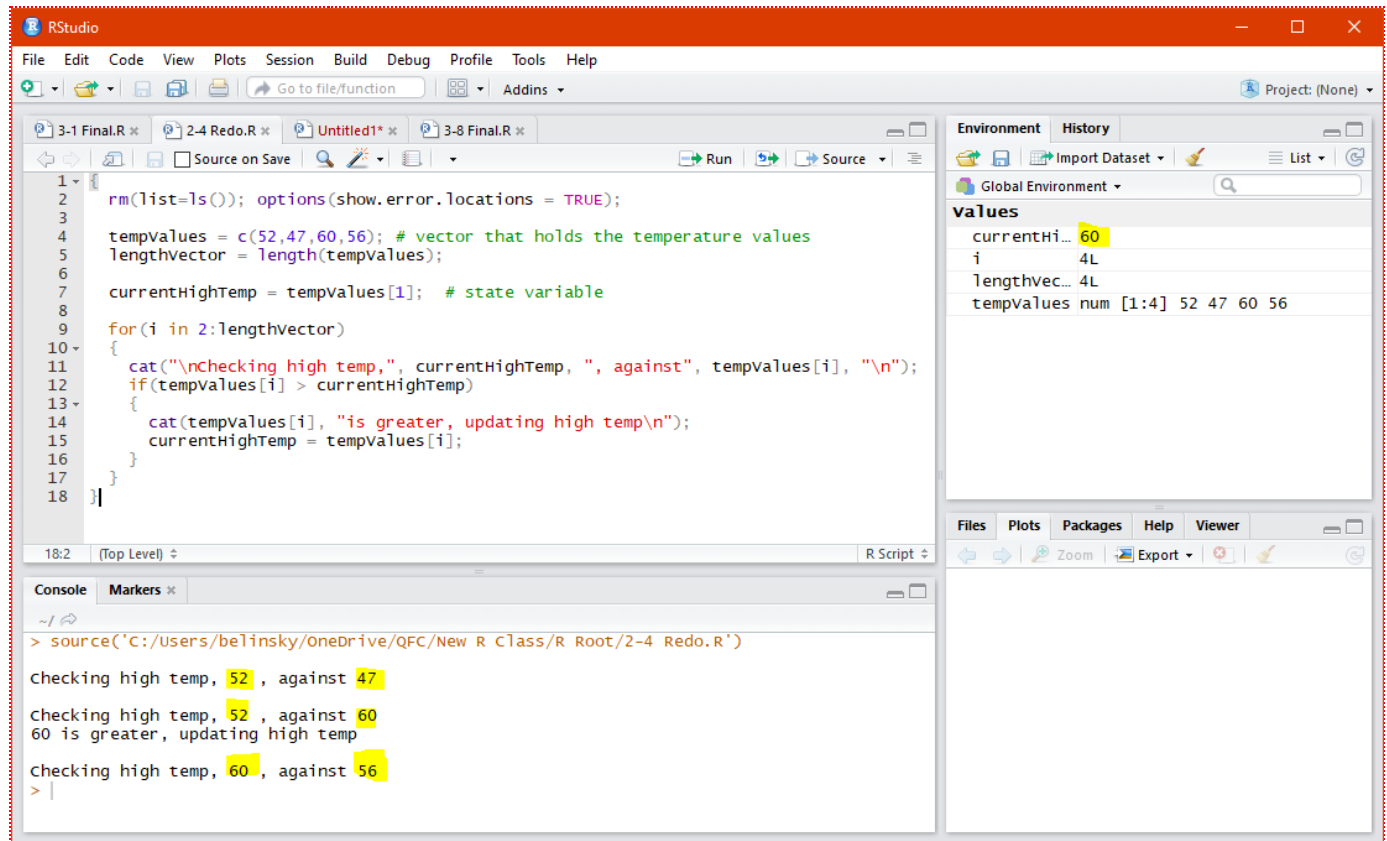 RStudio
File Edit Code View Plots Session Build Debug Profile Tools Help
Go to file/function Addins Project: (None)
3-1 Final.R 2-4 Redo.R Untitled1* 3-8 Final.R
Source on Save Run Source
1 {
2 rm(list=ls()); options(show.error.locations = TRUE);
3
4 tempValues = c(52,47,60,56); # vector that holds the temperature values
5 lengthVector = length(tempValues);
6
7 currentHighTemp = tempValues[1]; # state variable
8
9 for(i in 2:lengthVector)
10 {
11 cat("\nChecking high temp,", currentHighTemp, ", against", tempValues[i], "\n");
12 if(tempValues[i] > currentHighTemp)
13 {
14 cat(tempValues[i], "is greater, updating high temp\n");
15 currentHighTemp = tempValues[i];
16 }
17 }
18 }
18:2 (Top Level) R Script
Console Markers
~/
> source('C:/Users/belinsky/OneDrive/QFC/New R Class/R Root/2-4 Redo.R')
Checking high temp, 52 , against 47
Checking high temp, 52 , against 60
60 is greater, updating high temp
Checking high temp, 60 , against 56
>
Environment History
Import Dataset List
Global Environment
Values
currentHi… 60
i 4L
lengthVec… 4L
tempValues num [1:4] 52 47 60 56
Files Plots Packages Help Viewer
Zoom Export